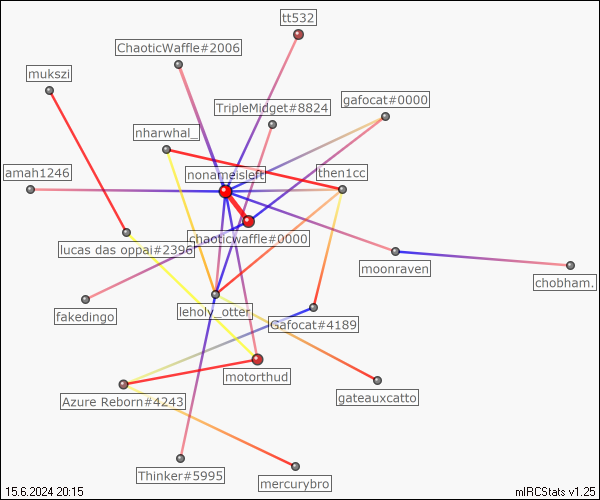 tt532
ChaoticWaffle#2006
mukszi
TripleMidget#8824
gafocat#0000
nharwhal_
amah1246
nonameisleft
then1cc
chaoticwaffle#0000
lucas das oppai#2396
moonraven
chobham.
fakedingo
leholy_otter
Gafocat#4189
motorthud
gateauxcatto
Azure Reborn#4243
Thinker#5995
mercurybro
15.6.2024 20:15
mIRCStats v1.25